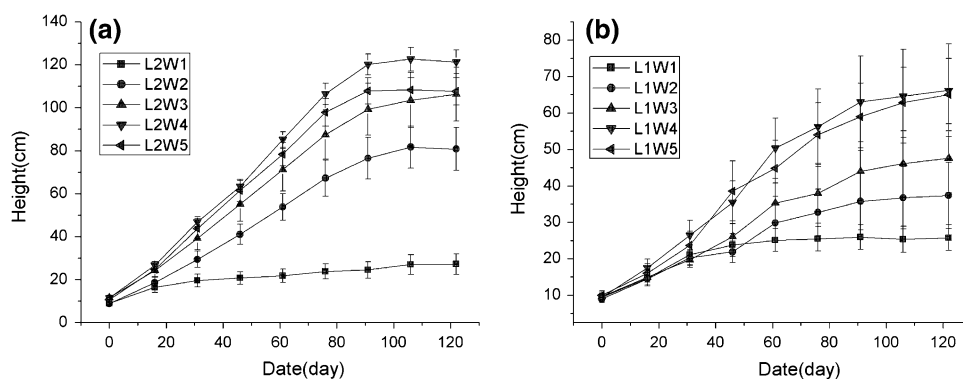 (a)
L2W1
L2W2
L2W3
L2W4
L2W5
140
120
100
80
60
40
20
0
Height(cm)
0 20 40 60 80 100 120
Date(day)
(b)
L1W1
L1W2
L1W3
L1W4
L1W5
80
70
60
50
40
30
20
10
Height(cm)
0 20 40 60 80 100 120
Date(day)